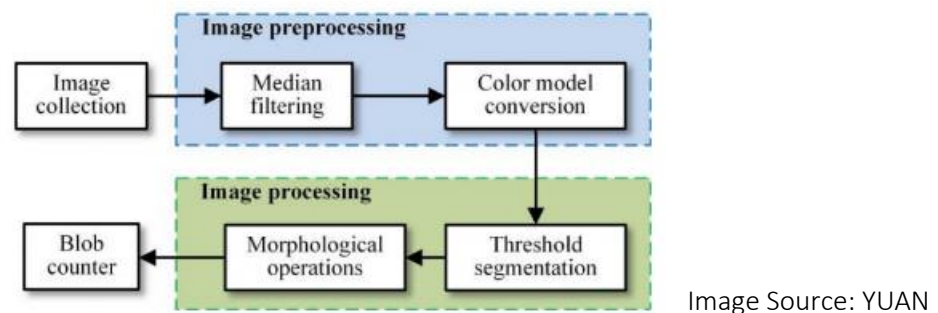 Image preprocessing
Image
collection
Median
filtering
Color model
conversion
Image processing
Blob
counter
Morphological
operations
Threshold
segmentation
Image Source: YUAN